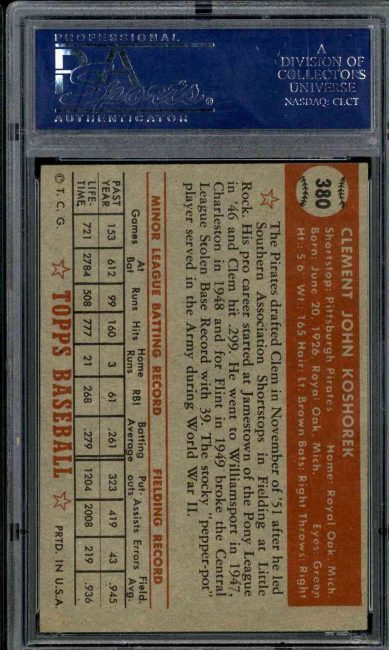 PROFESSIONAL
PSA
Sports
AUTHENTICATOR
A
DIVISION OF
COLLECTORS
UNIVERSE
NASDAQ: CLCT
380
CLEMENT JOHN KOSHOREK
Shortstop: Pittsburgh Pirates Home: Royal Oak, Mich
Born: June 20, 1926, Royal Oak, Mich. Eyes: Green
Ht.: 5'6" Wt.: 165 Hair: Lt. Brown Bats: Right Throws: Right
The Pirates drafted Clem in November of '51 after he led
Southern Association Shortstops in Fielding at Little
Rock. His pro career started at Jamestown of the Pony League
in '46 and Clem hit .299. He went to Williamsport in 1947,
Charleston in 1948 and for Flint in 1949 broke the Central
League Stolen Base Record with 39. The stocky "pepper-pot"
player served in the Army during World War II.
MINOR LEAGUE BATTING RECORD FIELDING RECORD
Games At Bat Runs Hits Home Runs RBI Batting Average Put-outs Assists Errors Field. Avg.
PAST YEAR 153 612 99 160 3 61 .261 323 419 43 .945
LIFE-TIME 721 2784 508 777 21 268 .279 1204 2008 219 .936
© T. C. G. TOPPS BASEBALL PRTD. IN U.S.A.